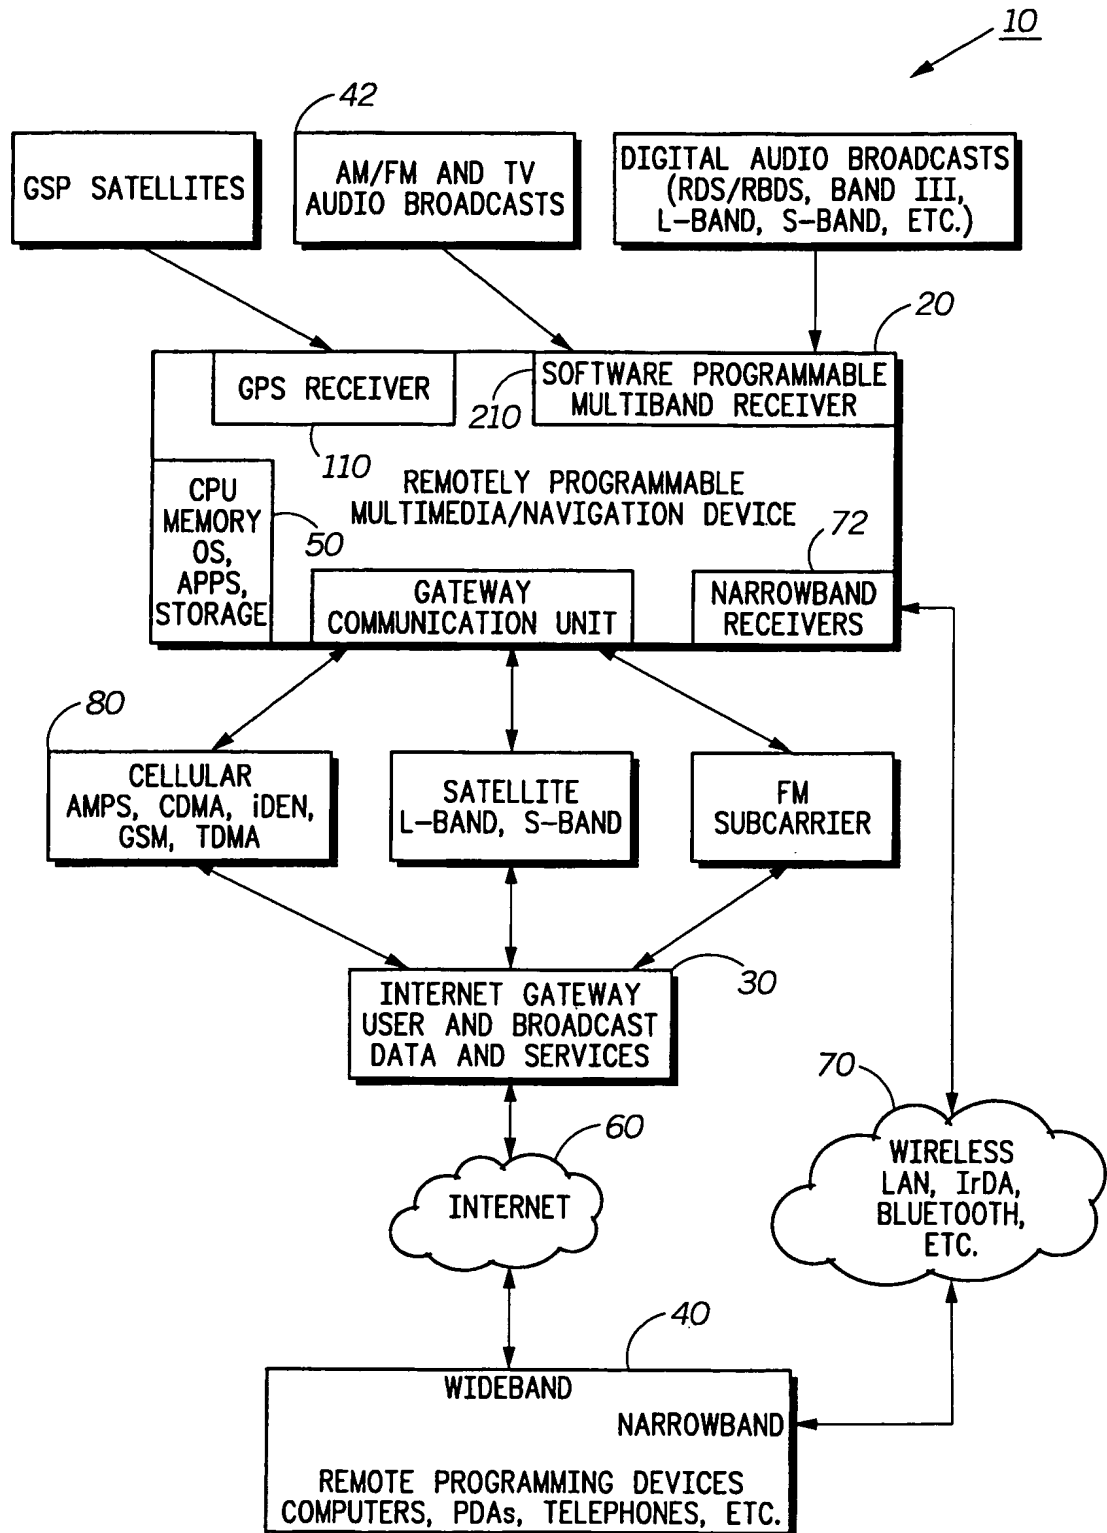 10
42
GSP SATELLITES
AM/FM AND TV
AUDIO BROADCASTS
DIGITAL AUDIO BROADCASTS
(RDS/RBDS, BAND III,
L-BAND, S-BAND, ETC.)
20
GPS RECEIVER
210
SOFTWARE PROGRAMMABLE
MULTIBAND RECEIVER
110
CPU
MEMORY
OS,
APPS,
STORAGE
50
REMOTELY PROGRAMMABLE
MULTIMEDIA/NAVIGATION DEVICE
72
GATEWAY
COMMUNICATION UNIT
NARROWBAND
RECEIVERS
80
CELLULAR
AMPS, CDMA, iDEN,
GSM, TDMA
SATELLITE
L-BAND, S-BAND
FM
SUBCARRIER
30
INTERNET GATEWAY
USER AND BROADCAST
DATA AND SERVICES
70
60
INTERNET
WIRELESS
LAN, IrDA,
BLUETOOTH,
ETC.
40
WIDEBAND
NARROWBAND
REMOTE PROGRAMMING DEVICES
COMPUTERS, PDAs, TELEPHONES, ETC.